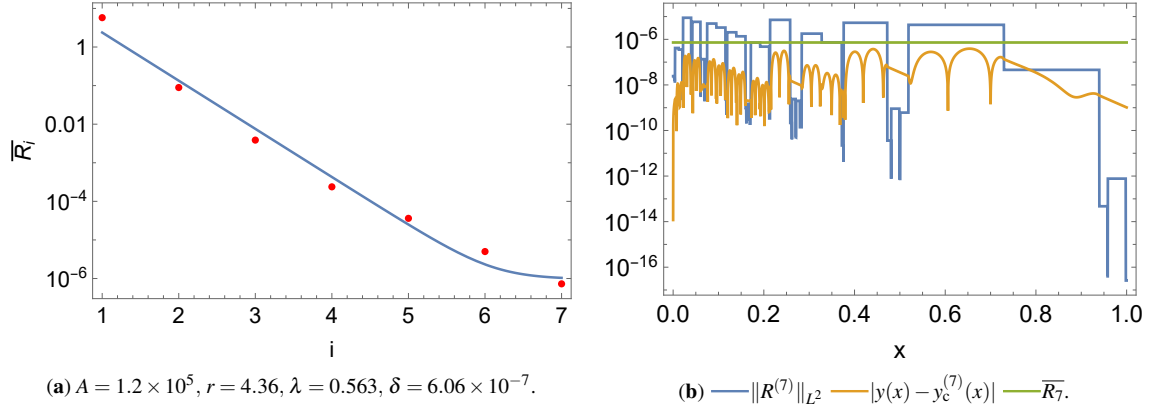 1
0.01
10⁻⁴
10⁻⁶
R̅ᵢ
1 2 3 4 5 6 7
i
(a) A = 1.2 × 10⁵, r = 4.36, λ = 0.563, δ = 6.06 × 10⁻⁷.
10⁻⁶
10⁻⁸
10⁻¹⁰
10⁻¹²
10⁻¹⁴
10⁻¹⁶
0.0 0.2 0.4 0.6 0.8 1.0
x
(b) ‖R⁽⁷⁾‖_{L²} |y(x) − y_c⁽⁷⁾(x)| R̅₇.